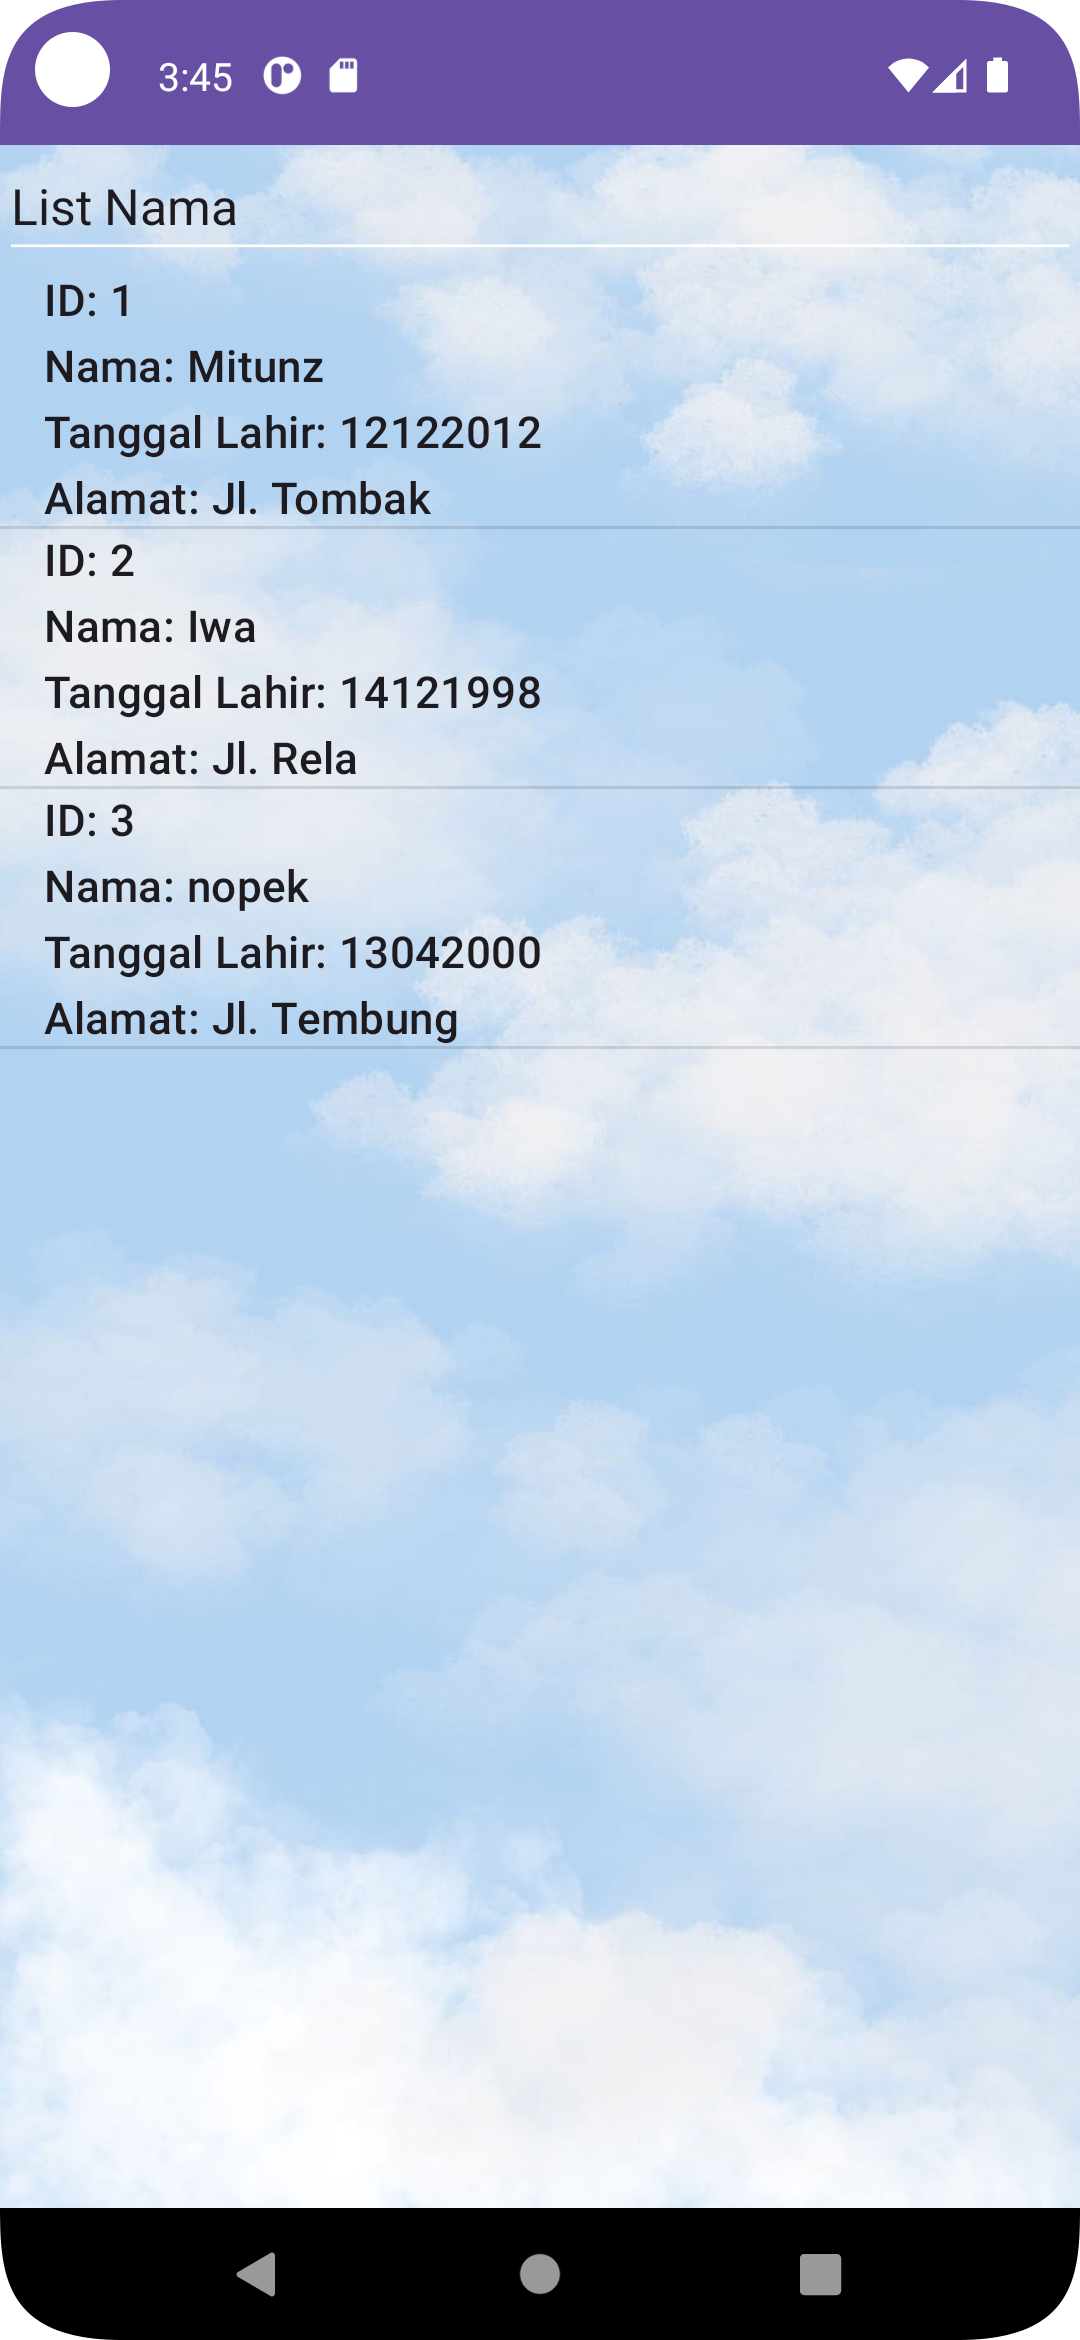 3:45
List Nama
ID: 1
Nama: Mitunz
Tanggal Lahir: 12122012
Alamat: Jl. Tombak
ID: 2
Nama: Iwa
Tanggal Lahir: 14121998
Alamat: Jl. Rela
ID: 3
Nama: nopek
Tanggal Lahir: 13042000
Alamat: Jl. Tembung